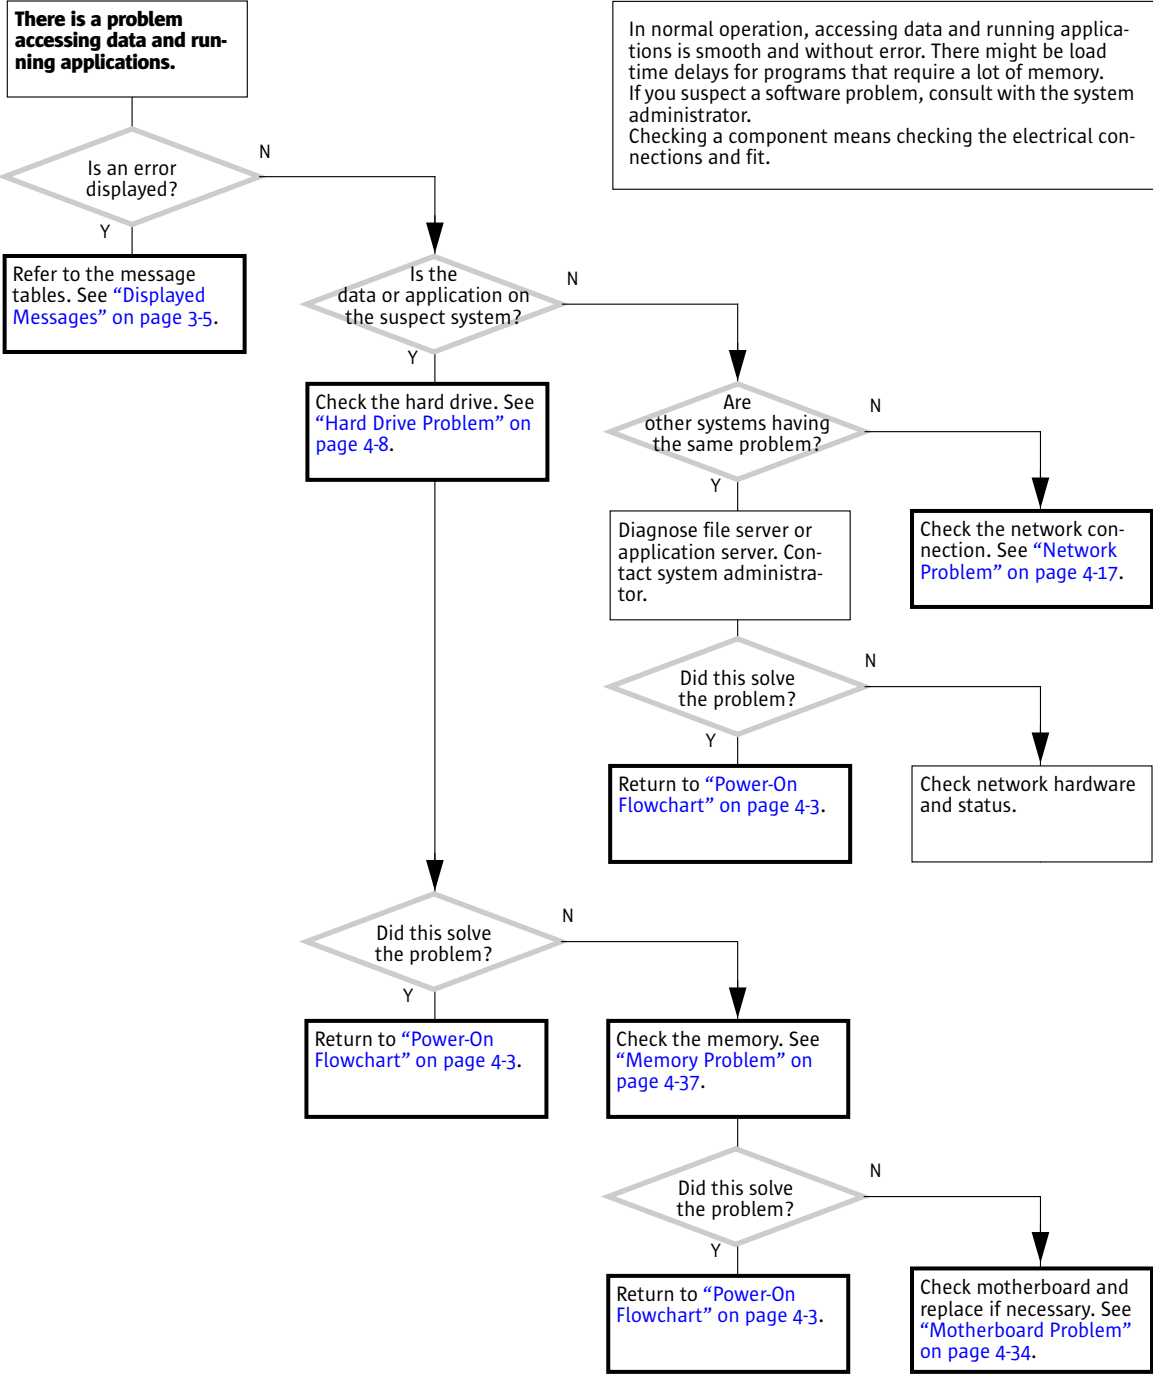 There is a problem
accessing data and run-
ning applications.
In normal operation, accessing data and running applica-
tions is smooth and without error. There might be load
time delays for programs that require a lot of memory.
If you suspect a software problem, consult with the system
administrator.
Checking a component means checking the electrical con-
nections and fit.
Is an error
displayed?
N
Y
Refer to the message
tables. See “Displayed
Messages” on page 3-5.
Is the
data or application on
the suspect system?
N
Y
Check the hard drive. See
“Hard Drive Problem” on
page 4-8.
Are
other systems having
the same problem?
N
Y
Diagnose file server or
application server. Con-
tact system administra-
tor.
Check the network con-
nection. See “Network
Problem” on page 4-17.
Did this solve
the problem?
N
Y
Return to “Power-On
Flowchart” on page 4-3.
Check network hardware
and status.
Did this solve
the problem?
N
Y
Return to “Power-On
Flowchart” on page 4-3.
Check the memory. See
“Memory Problem” on
page 4-37.
Did this solve
the problem?
N
Y
Return to “Power-On
Flowchart” on page 4-3.
Check motherboard and
replace if necessary. See
“Motherboard Problem”
on page 4-34.